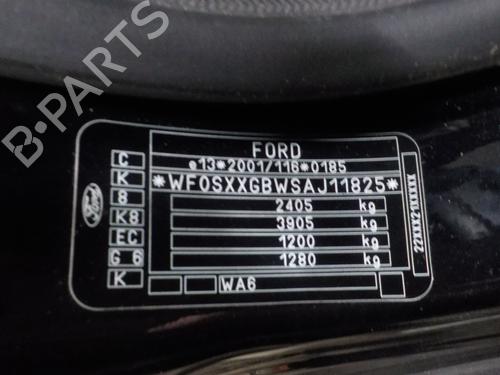 FORD
e13*2001/116*0185
*WF0SXXGBWSAJ11825*
2405 kg
3905 kg
1200 kg
1280 kg
WA6
C
K
8
K8
EC
G 6
K
Ford
B-PARTS